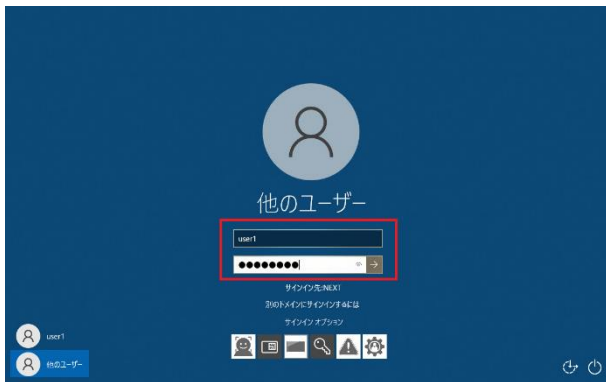 他のユーザー
user1
サインイン先:NEXT
別のドメインにサインインするには
サインイン オプション
user1
他のユーザー